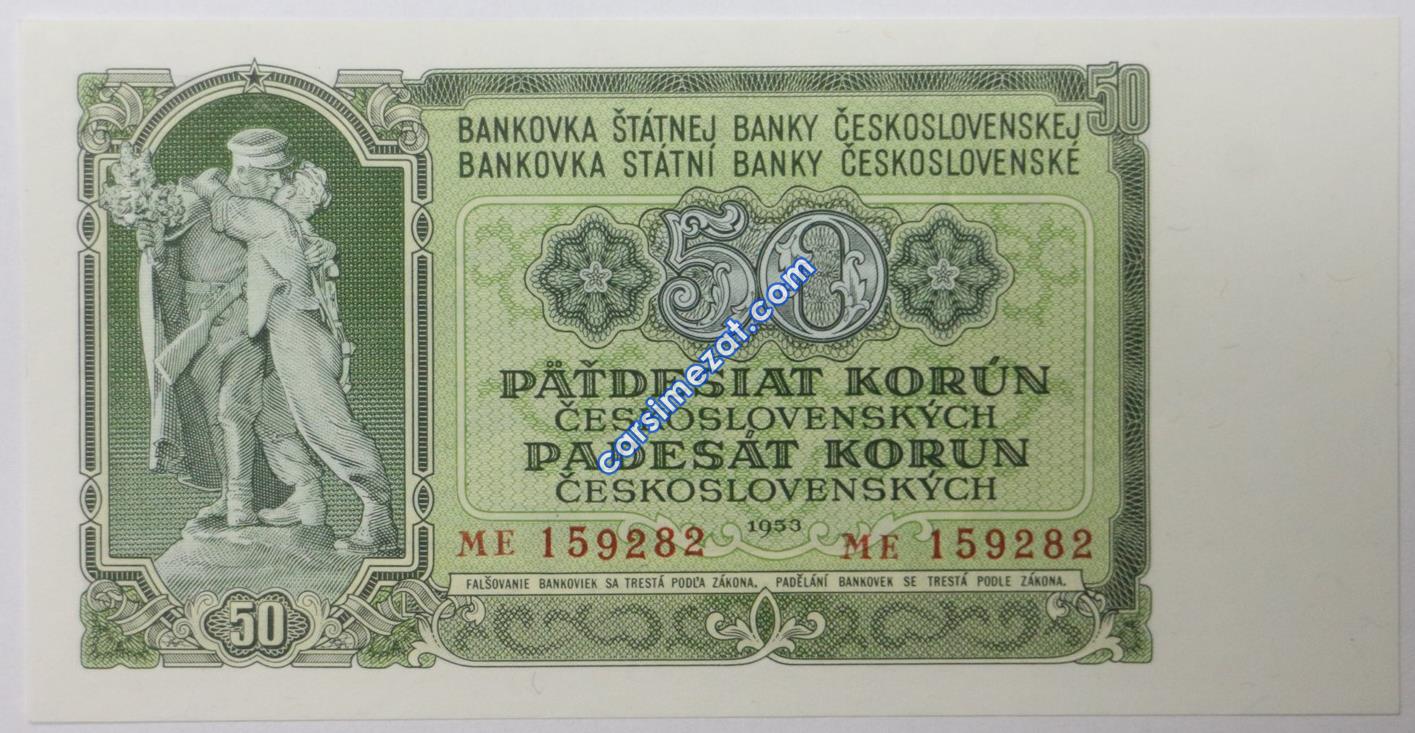 50
BANKOVKA ŠTÁTNEJ BANKY ČESKOSLOVENSKEJ
BANKOVKA STÁTNÍ BANKY ČESKOSLOVENSKÉ
50
carsimezat.com
PÄŤDESIAT KORÚN
ČESKOSLOVENSKÝCH
PADESÁT KORUN
ČESKOSLOVENSKÝCH
1953
ME 159282 ME 159282
FALŠOVANIE BANKOVIEK SA TRESTÁ PODĽA ZÁKONA. PADĚLÁNÍ BANKOVEK SE TRESTÁ PODLE ZÁKONA.
50